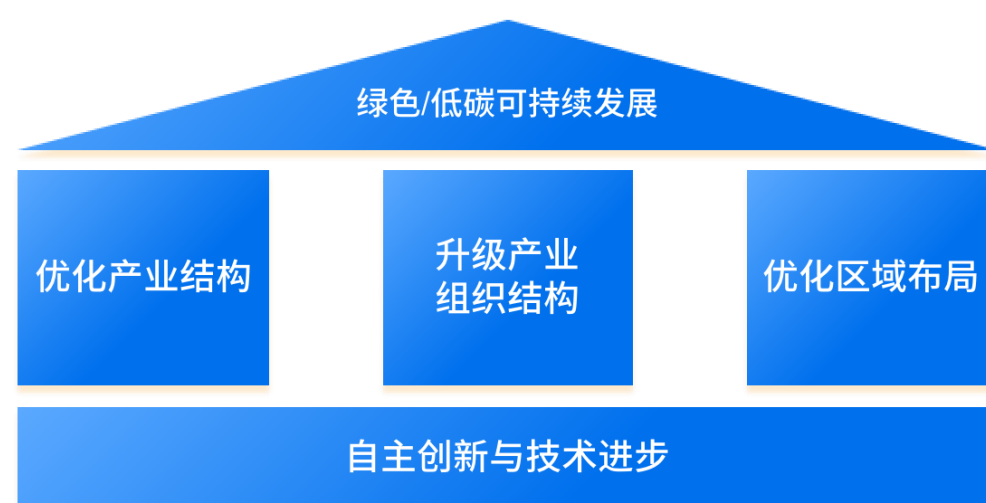 绿色/低碳可持续发展
优化产业结构
升级产业
组织结构
优化区域布局
自主创新与技术进步